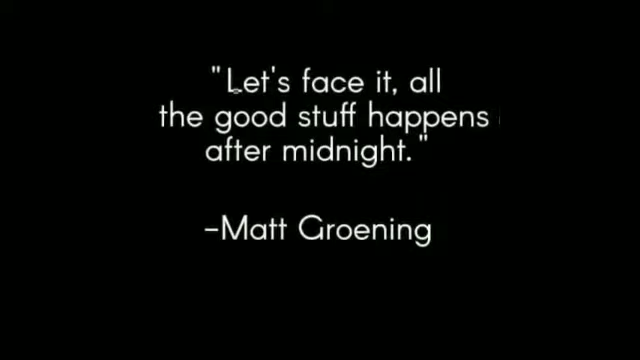 "Let's face it, all
the good stuff happens
after midnight."
-Matt Groening